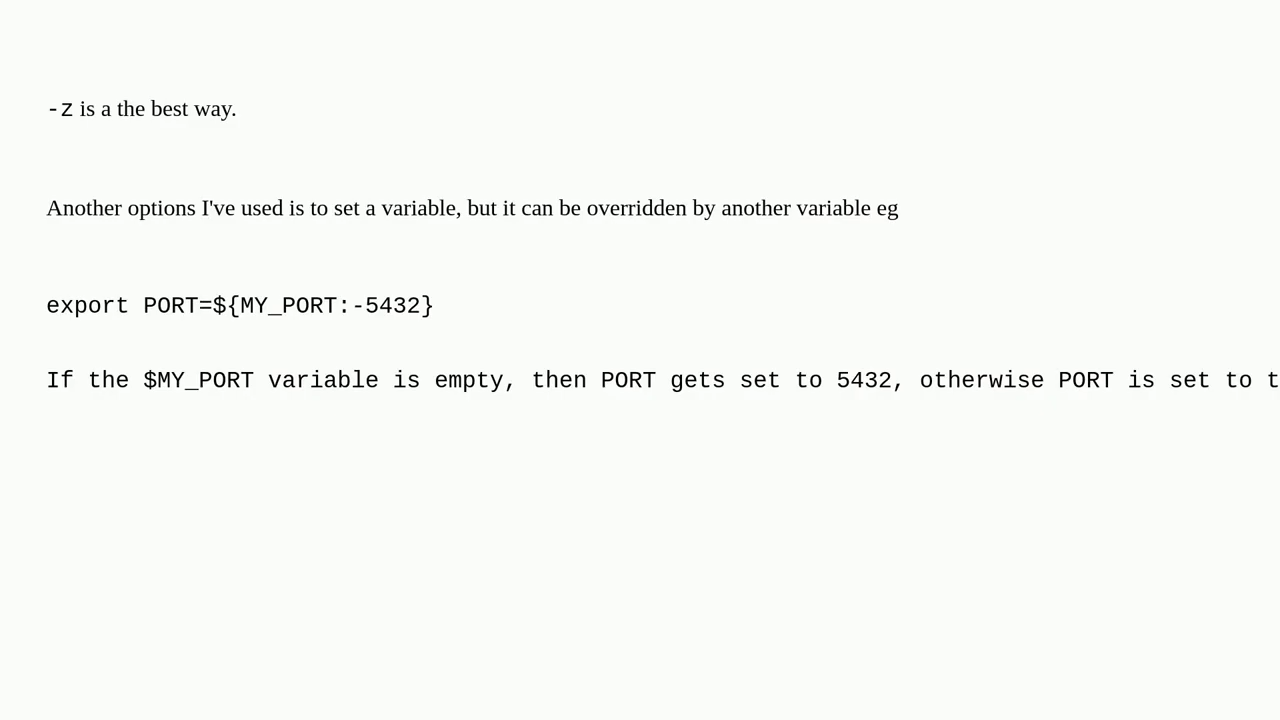 -z is a the best way.
Another options I've used is to set a variable, but it can be overridden by another variable eg
export PORT=${MY_PORT:-5432}
If the $MY_PORT variable is empty, then PORT gets set to 5432, otherwise PORT is set to